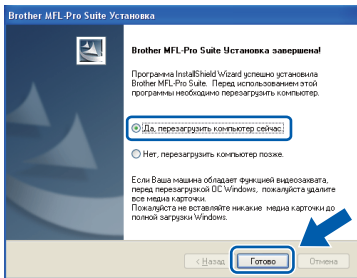 Brother MFL-Pro Suite Установка
Brother MFL-Pro Suite Установка завершена!
Программа InstallShield Wizard успешно установила
Brother MFL-Pro Suite. Перед использованием этой
программы необходимо перезагрузить компьютер.
Да, перезагрузить компьютер сейчас.
Нет, перезагрузить компьютер позже.
Если Ваша машина обладает функцией видеозахвата,
перед перезагрузкой ОС Windows, пожалуйста удалите
все медиа карточки.
Пожалуйста не вставляйте никакие медиа карточки до
полной загрузки Windows.
< Назад
Готово
Отмена